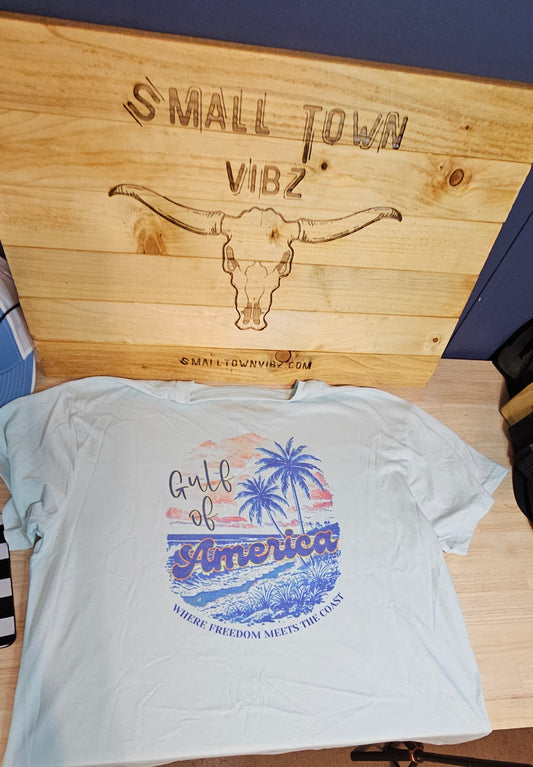 SMALL TOWN
VIBZ
SMALLTOWNVIBZ.COM
Gulf
of
America
WHERE FREEDOM MEETS THE COAST